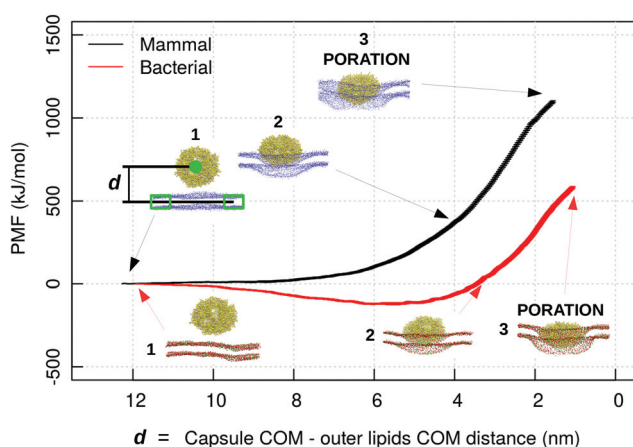 1500
1000
500
0
-500
PMF (kJ/mol)
Mammal
Bacterial
3
PORATION
2
1
d
1
2
PORATION
3
12
10
8
6
4
2
0
d = Capsule COM - outer lipids COM distance (nm)